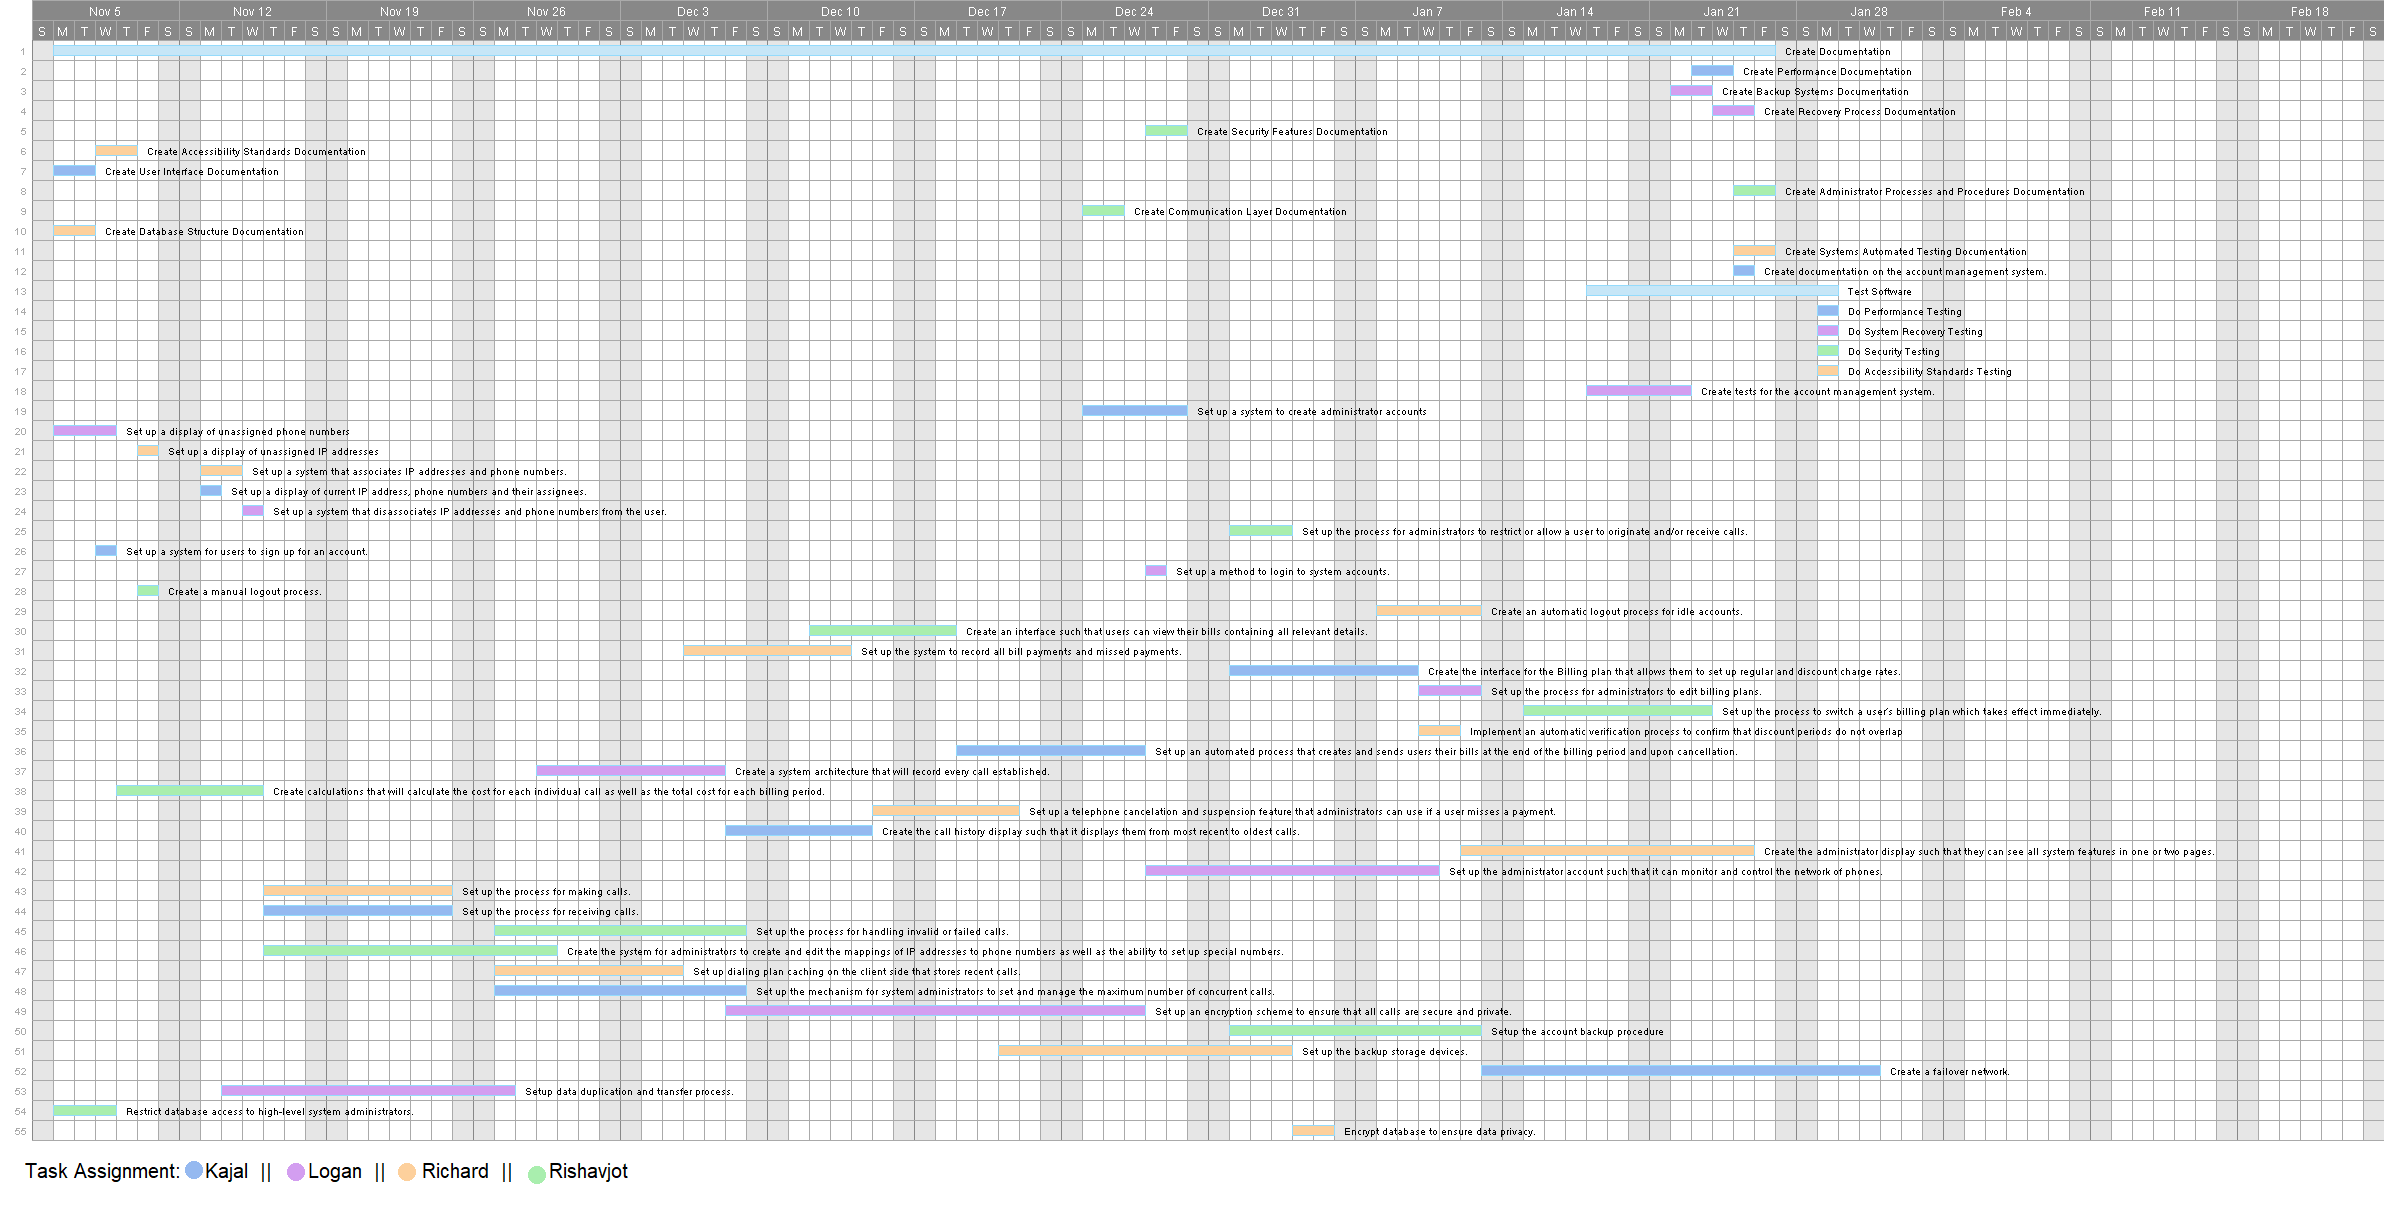 Nov 5 Nov 12 Nov 19 Nov 26 Dec 3 Dec 10 Dec 17 Dec 24 Dec 31 Jan 7 Jan 14 Jan 21 Jan 28 Feb 4 Feb 11 Feb 18
S M T W T F S S M T W T F S S M T W T F S S M T W T F S S M T W T F S S M T W T F S S M T W T F S S M T W T F S S M T W T F S S M T W T F S S M T W T F S S M T W T F S S M T W T F S S M T W T F S S M T W T F S S M T W T F S
1 Create Documentation
2 Create Performance Documentation
3 Create Backup Systems Documentation
4 Create Recovery Process Documentation
5 Create Security Features Documentation
6 Create Accessibility Standards Documentation
7 Create User Interface Documentation
8 Create Administrator Processes and Procedures Documentation
9 Create Communication Layer Documentation
10 Create Database Structure Documentation
11 Create Systems Automated Testing Documentation
12 Create documentation on the account management system.
13 Test Software
14 Do Performance Testing
15 Do System Recovery Testing
16 Do Security Testing
17 Do Accessibility Standards Testing
18 Create tests for the account management system.
19 Set up a system to create administrator accounts
20 Set up a display of unassigned phone numbers
21 Set up a display of unassigned IP addresses
22 Set up a system that associates IP addresses and phone numbers.
23 Set up a display of current IP address, phone numbers and their assignees.
24 Set up a system that disassociates IP addresses and phone numbers from the user.
25 Set up the process for administrators to restrict or allow a user to originate and/or receive calls.
26 Set up a system for users to sign up for an account.
27 Set up a method to login to system accounts.
28 Create a manual logout process.
29 Create an automatic logout process for idle accounts.
30 Create an interface such that users can view their bills containing all relevant details.
31 Set up the system to record all bill payments and missed payments.
32 Create the interface for the Billing plan that allows them to set up regular and discount charge rates.
33 Set up the process for administrators to edit billing plans.
34 Set up the process to switch a user's billing plan which takes effect immediately.
35 Implement an automatic verification process to confirm that discount periods do not overlap
36 Set up an automated process that creates and sends users their bills at the end of the billing period and upon cancellation.
37 Create a system architecture that will record every call established.
38 Create calculations that will calculate the cost for each individual call as well as the total cost for each billing period.
39 Set up a telephone cancelation and suspension feature that administrators can use if a user misses a payment.
40 Create the call history display such that it displays them from most recent to oldest calls.
41 Create the administrator display such that they can see all system features in one or two pages.
42 Set up the administrator account such that it can monitor and control the network of phones.
43 Set up the process for making calls.
44 Set up the process for receiving calls.
45 Set up the process for handling invalid or failed calls.
46 Create the system for administrators to create and edit the mappings of IP addresses to phone numbers as well as the ability to set up special numbers.
47 Set up dialing plan caching on the client side that stores recent calls.
48 Set up the mechanism for system administrators to set and manage the maximum number of concurrent calls.
49 Set up an encryption scheme to ensure that all calls are secure and private.
50 Setup the account backup procedure
51 Set up the backup storage devices.
52 Create a failover network.
53 Setup data duplication and transfer process.
54 Restrict database access to high-level system administrators.
55 Encrypt database to ensure data privacy.
Task Assignment: Kajal || Logan || Richard || Rishavjot